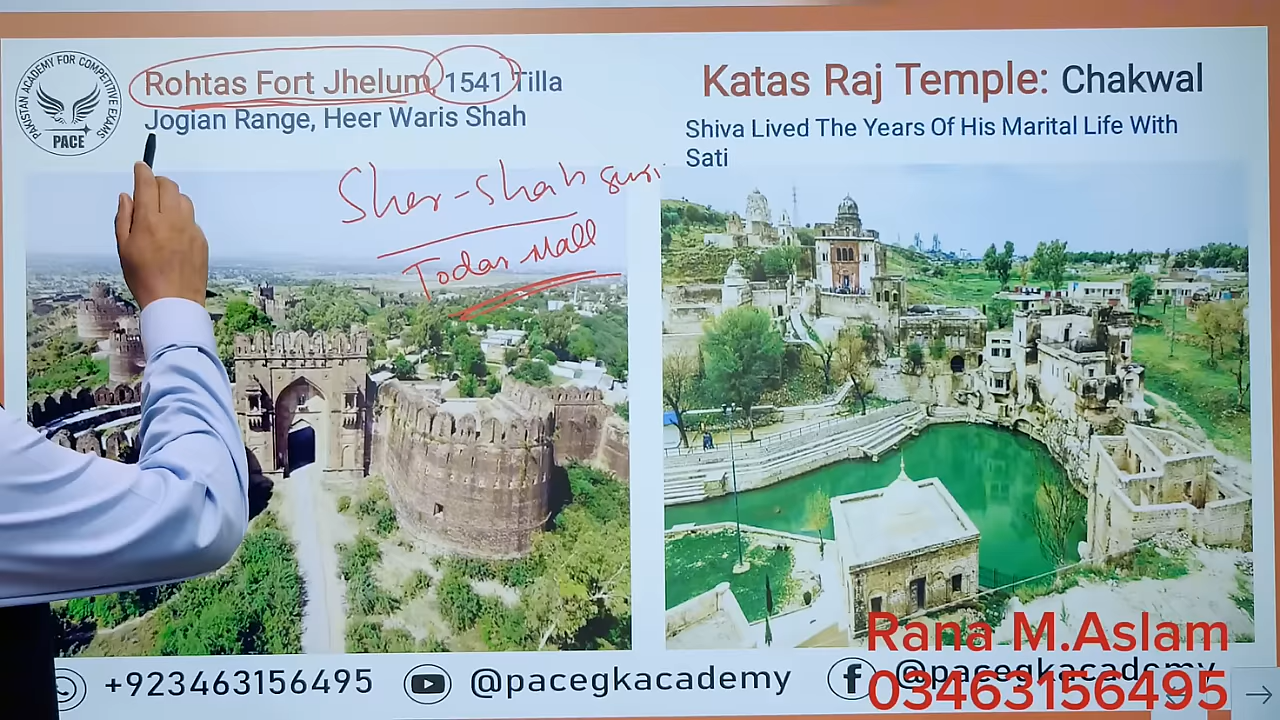 PAKISTAN ACADEMY FOR COMPETITIVE EXAMS
PACE
Rohtas Fort Jhelum, 1541 Tilla
Jogian Range, Heer Waris Shah
Sher-Shah suri
Todar Mall
Katas Raj Temple: Chakwal
Shiva Lived The Years Of His Marital Life With
Sati
+923463156495
@pacegkacademy
@pacegkacademy
Rana M.Aslam
03463156495